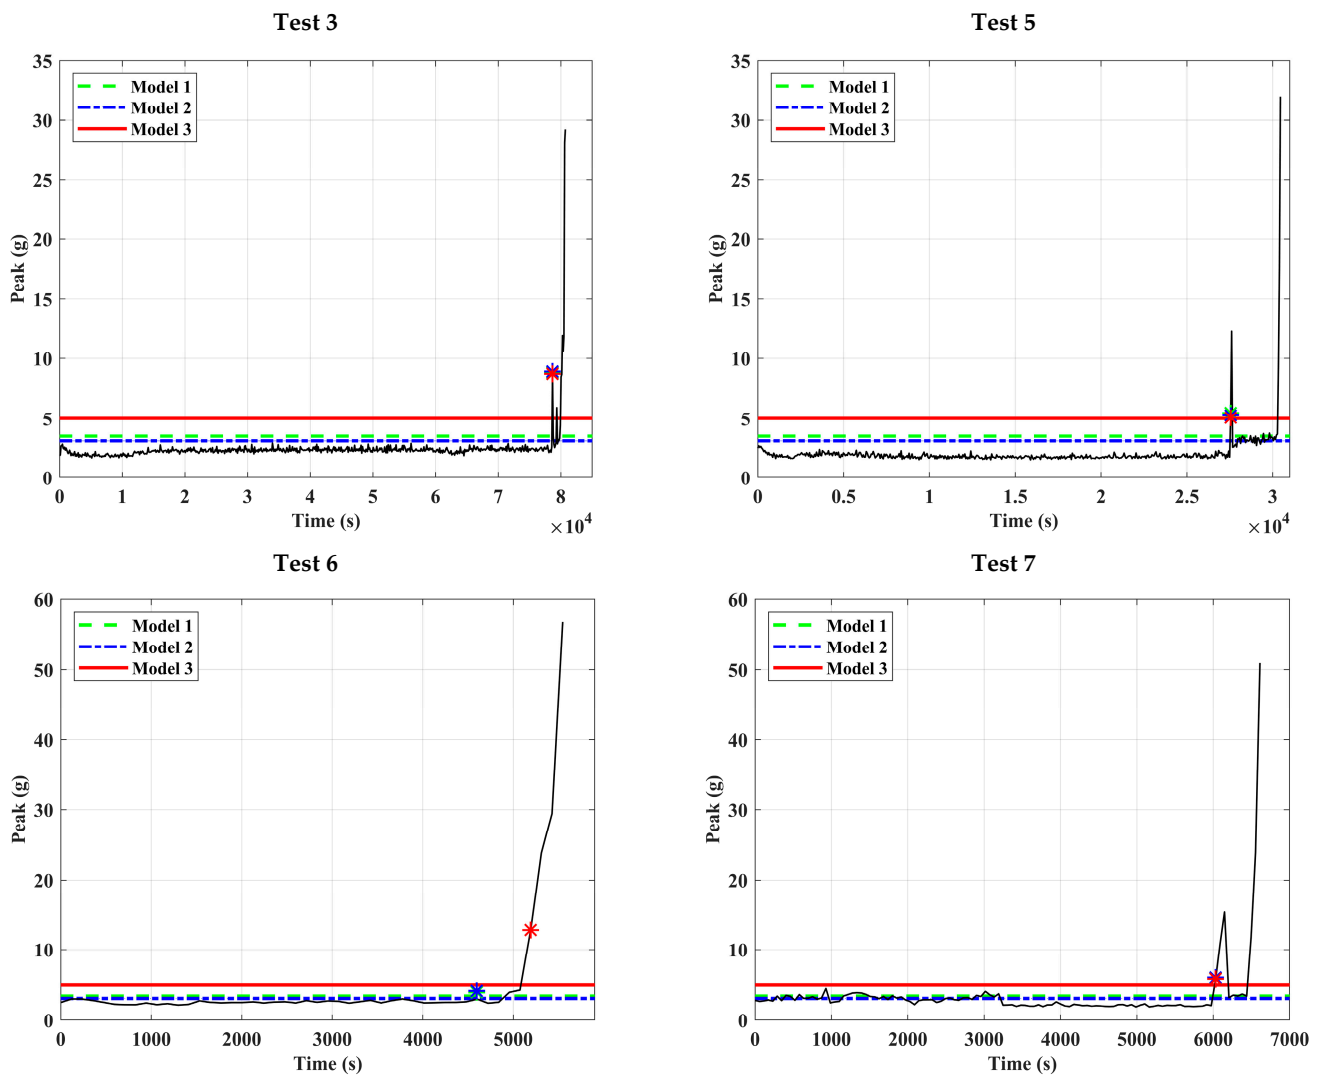 Test 3
35
30
25
20
15
10
5
0
Peak (g)
Model 1
Model 2
Model 3
0 1 2 3 4 5 6 7 8
Time (s)
×10⁴
Test 5
35
30
25
20
15
10
5
0
Peak (g)
Model 1
Model 2
Model 3
0 0.5 1 1.5 2 2.5 3
Time (s)
×10⁴
Test 6
60
50
40
30
20
10
0
Peak (g)
Model 1
Model 2
Model 3
0 1000 2000 3000 4000 5000
Time (s)
Test 7
60
50
40
30
20
10
0
Peak (g)
Model 1
Model 2
Model 3
0 1000 2000 3000 4000 5000 6000 7000
Time (s)